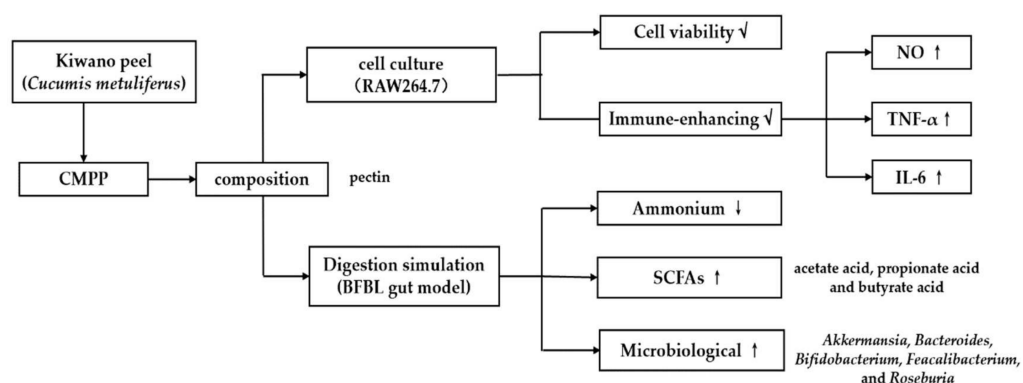 Kiwano peel
(Cucumis metuliferus)
CMPP
composition
pectin
cell culture
(RAW264.7)
Cell viability √
Immune-enhancing √
NO ↑
TNF-α ↑
IL-6 ↑
Digestion simulation
(BFBL gut model)
Ammonium ↓
SCFAs ↑
acetate acid, propionate acid
and butyrate acid
Microbiological ↑
Akkermansia, Bacteroides,
Bifidobacterium, Feacalibacterium,
and Roseburia